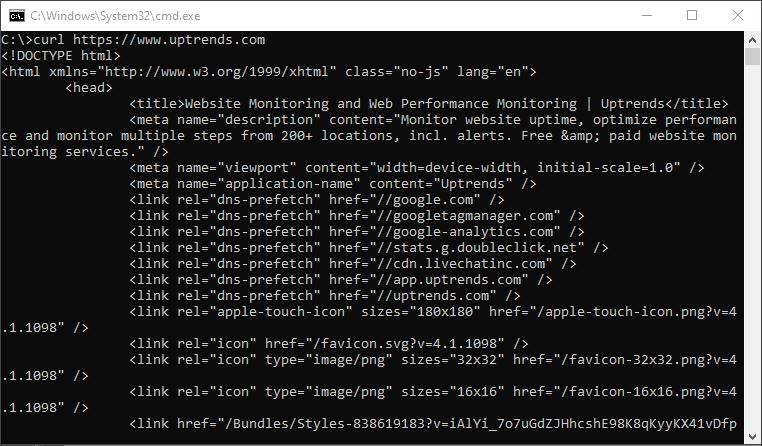 C:\Windows\System32\cmd.exe
C:\>curl https://www.uptrends.com
<!DOCTYPE html>
<html xmlns="http://www.w3.org/1999/xhtml" class="no-js" lang="en">
<head>
<title>Website Monitoring and Web Performance Monitoring | Uptrends</title>
<meta name="description" content="Monitor website uptime, optimize performan
ce and monitor multiple steps from 200+ locations, incl. alerts. Free &amp; paid website mon
itoring services." />
<meta name="viewport" content="width=device-width, initial-scale=1.0" />
<meta name="application-name" content="Uptrends" />
<link rel="dns-prefetch" href="//google.com" />
<link rel="dns-prefetch" href="//googletagmanager.com" />
<link rel="dns-prefetch" href="//google-analytics.com" />
<link rel="dns-prefetch" href="//stats.g.doubleclick.net" />
<link rel="dns-prefetch" href="//cdn.livechatinc.com" />
<link rel="dns-prefetch" href="//app.uptrends.com" />
<link rel="dns-prefetch" href="//uptrends.com" />
<link rel="apple-touch-icon" sizes="180x180" href="/apple-touch-icon.png?v=4
.1.1098" />
<link rel="icon" href="/favicon.svg?v=4.1.1098" />
<link rel="icon" type="image/png" sizes="32x32" href="/favicon-32x32.png?v=4
.1.1098" />
<link rel="icon" type="image/png" sizes="16x16" href="/favicon-16x16.png?v=4
.1.1098" />
<link href="/Bundles/Styles-838619183?v=iAlYi_7o7uGdZJHhcshE98K8qKyyKX41vDfp